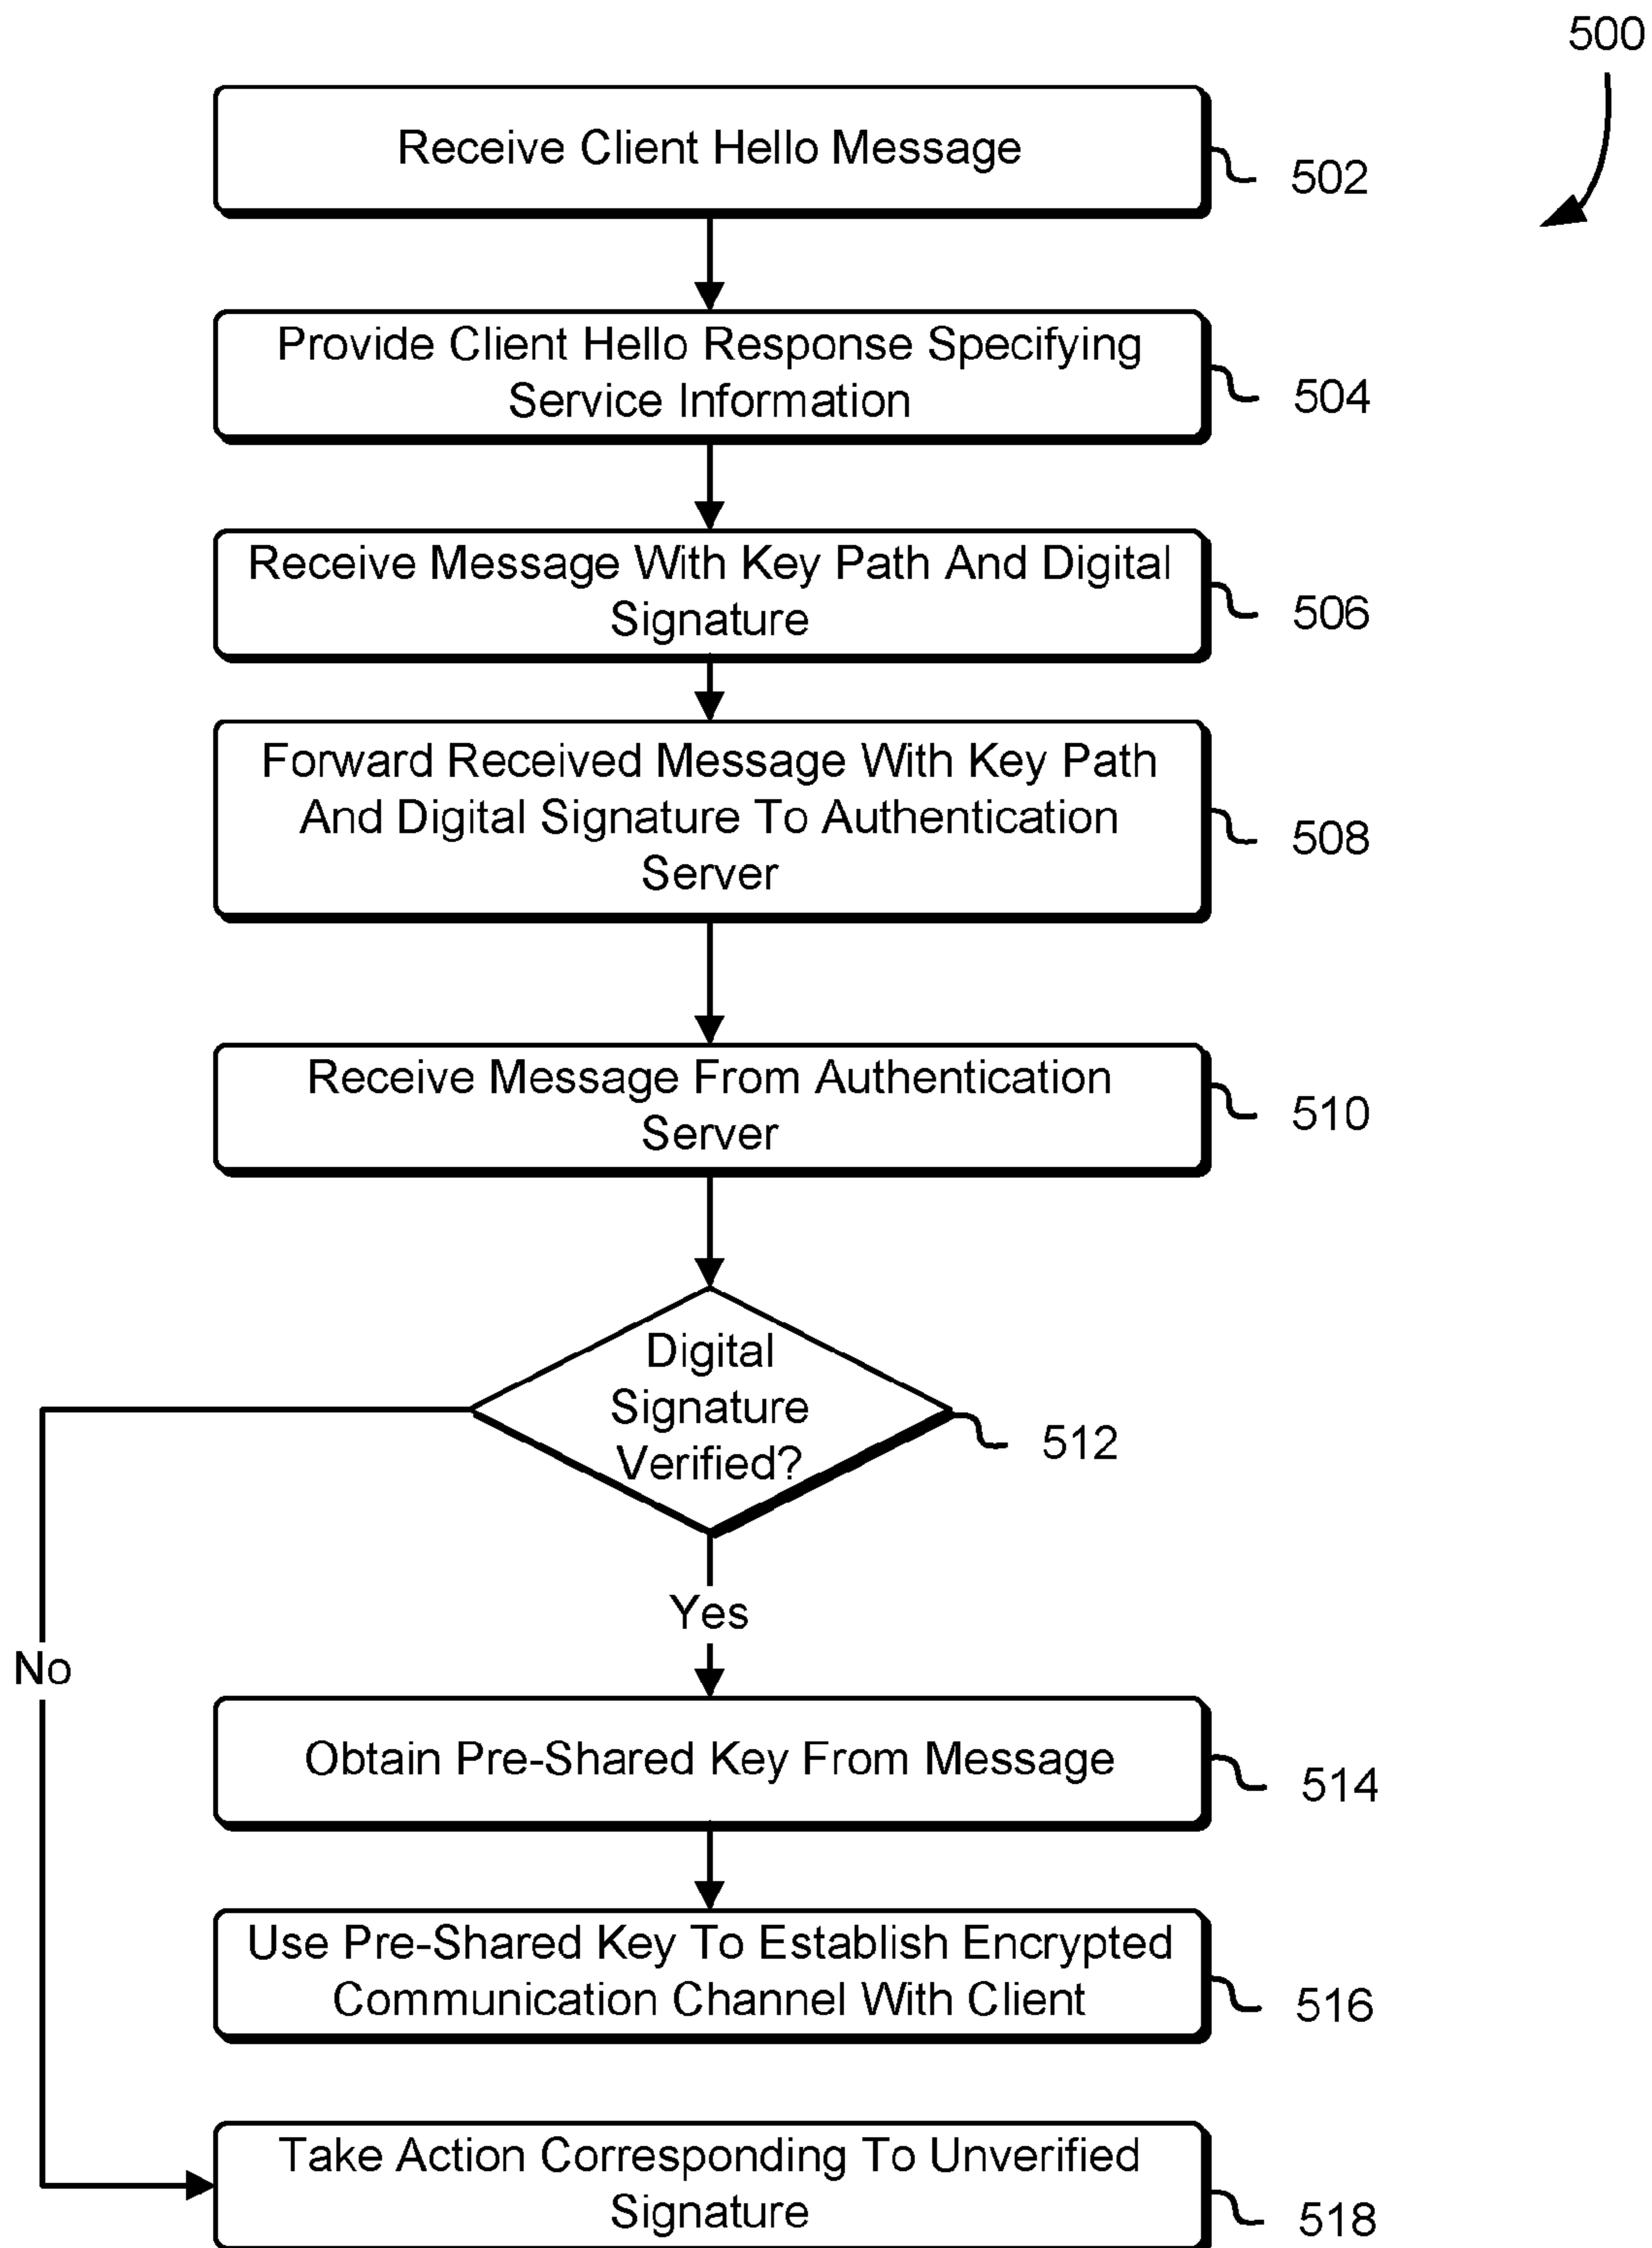 500
Receive Client Hello Message
502
Provide Client Hello Response Specifying
Service Information
504
Receive Message With Key Path And Digital
Signature
506
Forward Received Message With Key Path
And Digital Signature To Authentication
Server
508
Receive Message From Authentication
Server
510
Digital
Signature
Verified?
512
Yes
No
Obtain Pre-Shared Key From Message
514
Use Pre-Shared Key To Establish Encrypted
Communication Channel With Client
516
Take Action Corresponding To Unverified
Signature
518